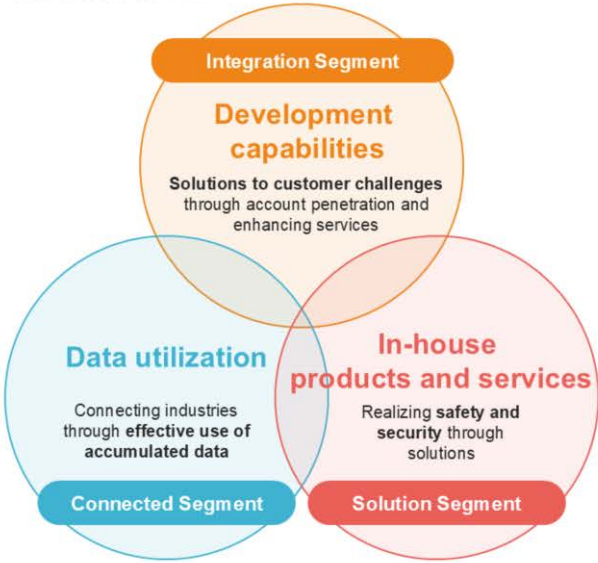 Integration Segment
Development
capabilities
Solutions to customer challenges
through account penetration and
enhancing services
Data utilization
Connecting industries
through effective use of
accumulated data
Connected Segment
In-house
products and services
Realizing safety and
security through
solutions
Solution Segment